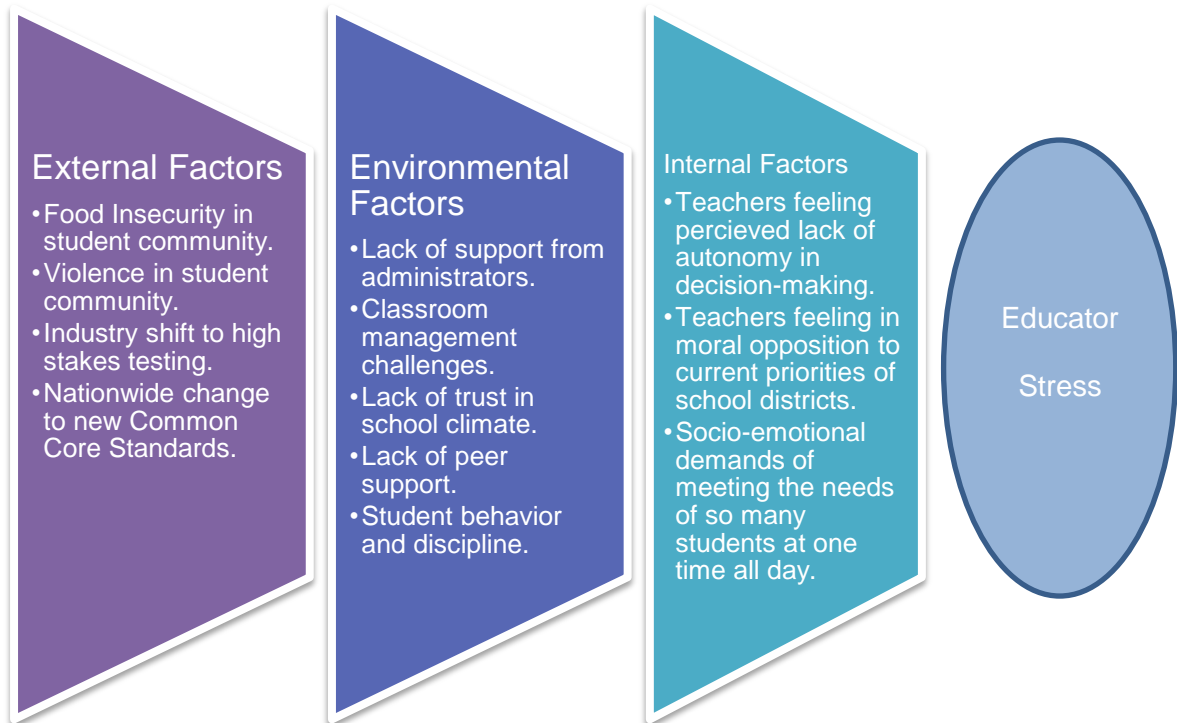 External Factors
•Food Insecurity in
student community.
•Violence in student
community.
•Industry shift to high
stakes testing.
•Nationwide change
to new Common
Core Standards.
Environmental
Factors
•Lack of support from
administrators.
•Classroom
management
challenges.
•Lack of trust in
school climate.
•Lack of peer
support.
•Student behavior
and discipline.
Internal Factors
•Teachers feeling
percieved lack of
autonomy in
decision-making.
•Teachers feeling in
moral opposition to
current priorities of
school districts.
•Socio-emotional
demands of
meeting the needs
of so many
students at one
time all day.
Educator
Stress